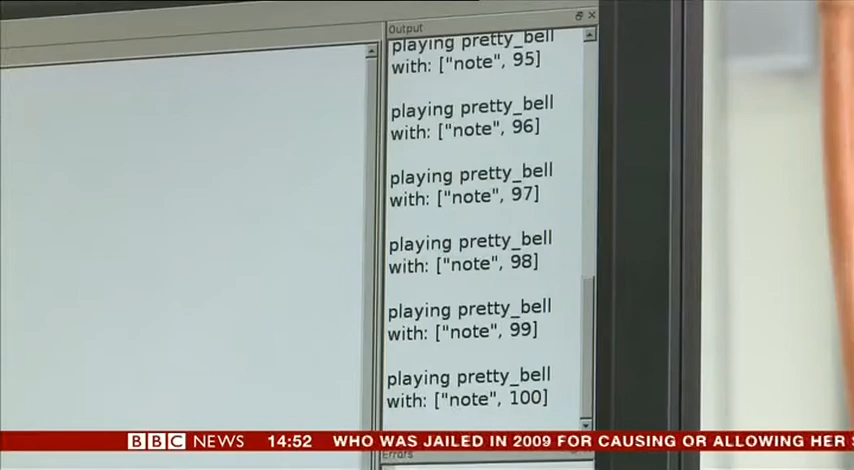 Output
playing pretty_bell
with: ["note", 95]
playing pretty_bell
with: ["note", 96]
playing pretty_bell
with: ["note", 97]
playing pretty_bell
with: ["note", 98]
playing pretty_bell
with: ["note", 99]
playing pretty_bell
with: ["note", 100]
BBC NEWS 14:52 WHO WAS JAILED IN 2009 FOR CAUSING OR ALLOWING HER
Errors